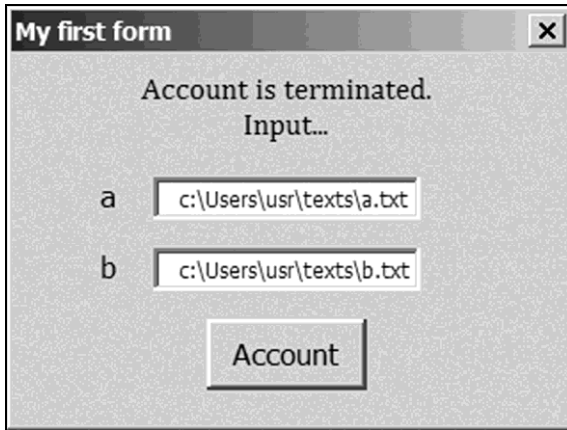 My first form
Account is terminated.
Input...
a c:\Users\usr\texts\a.txt
b c:\Users\usr\texts\b.txt
Account